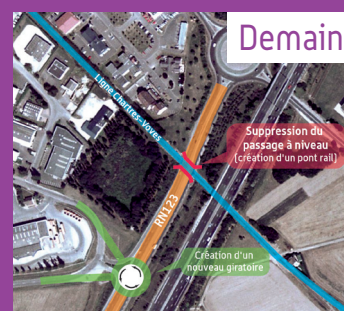 Demain
Ligne Chartres-Voves
Suppression du
passage à niveau
(création d'un pont rail)
RN123
Création d'un
nouveau giratoire